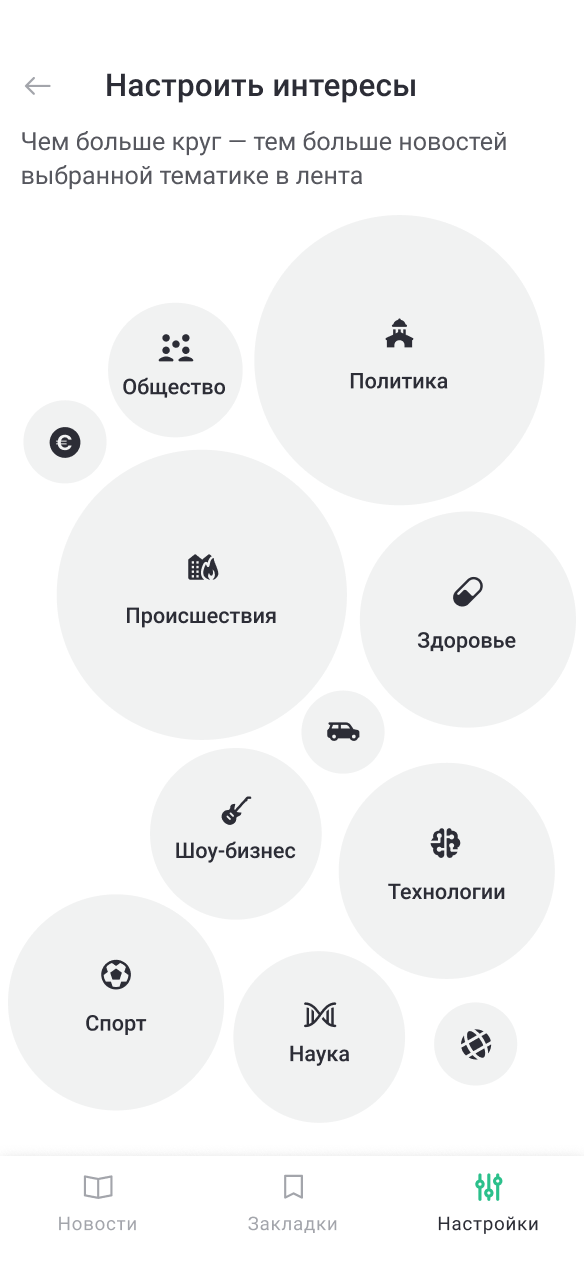 Настроить интересы
Чем больше круг — тем больше новостей
выбранной тематике в лента
Общество
Политика
Происшествия
Здоровье
Шоу-бизнес
Технологии
Спорт
Наука
Новости
Закладки
Настройки